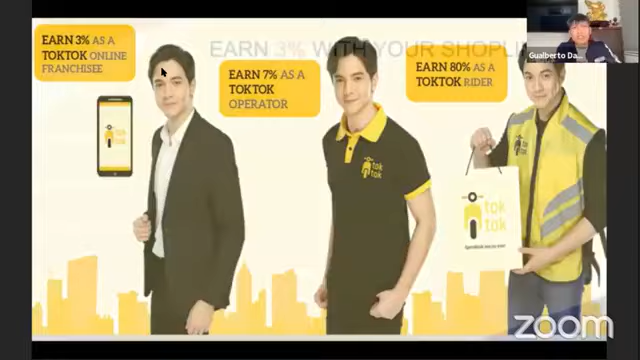 EARN 3% WITH YOUR SHOPLI
EARN 3% AS A
TOKTOK ONLINE
FRANCHISEE
EARN 7% AS A
TOKTOK
OPERATOR
EARN 80% AS A
TOKTOK RIDER
Gualberto Da...
tok
tok
tok
tok
tok
tok
zoom